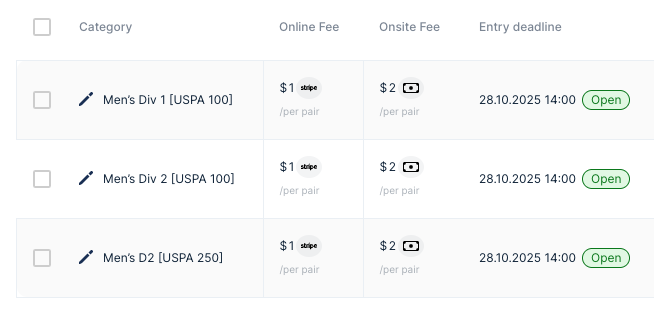 Category Online Fee Onsite Fee Entry deadline
Men's Div 1 [USPA 100] $1 stripe $2 28.10.2025 14:00 Open
/per pair /per pair
Men's Div 2 [USPA 100] $1 stripe $2 28.10.2025 14:00 Open
/per pair /per pair
Men's D2 [USPA 250] $1 stripe $2 28.10.2025 14:00 Open
/per pair /per pair